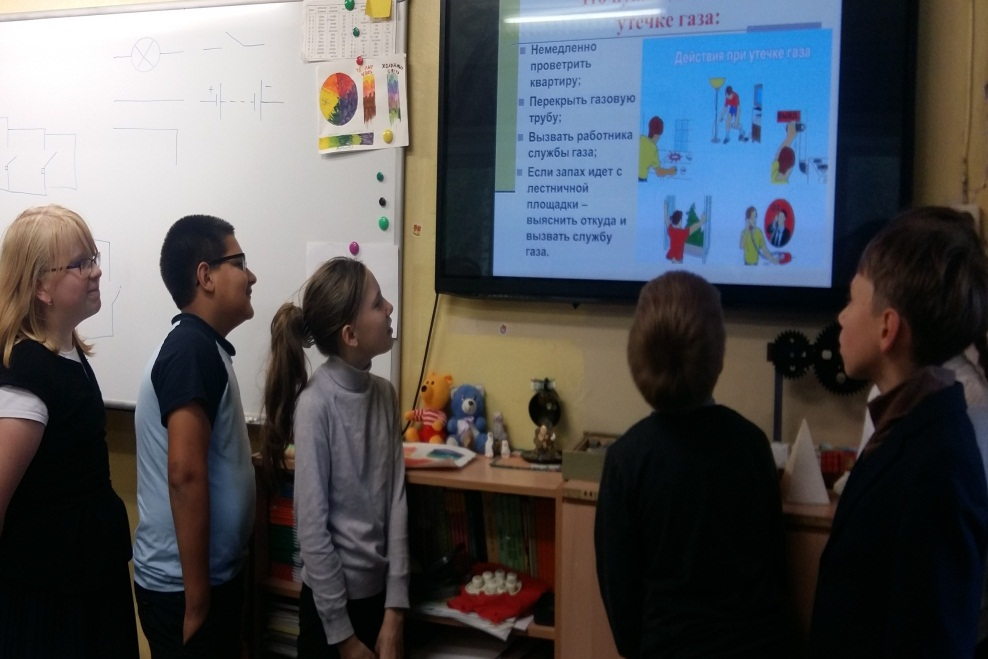 утечке газа:
Немедленно
проветрить
квартиру;
Перекрыть газовую
трубу;
Вызвать работника
службы газа;
Если запах идет с
лестничной
площадки –
выяснить откуда и
вызвать службу
газа.
Действия при утечке газа